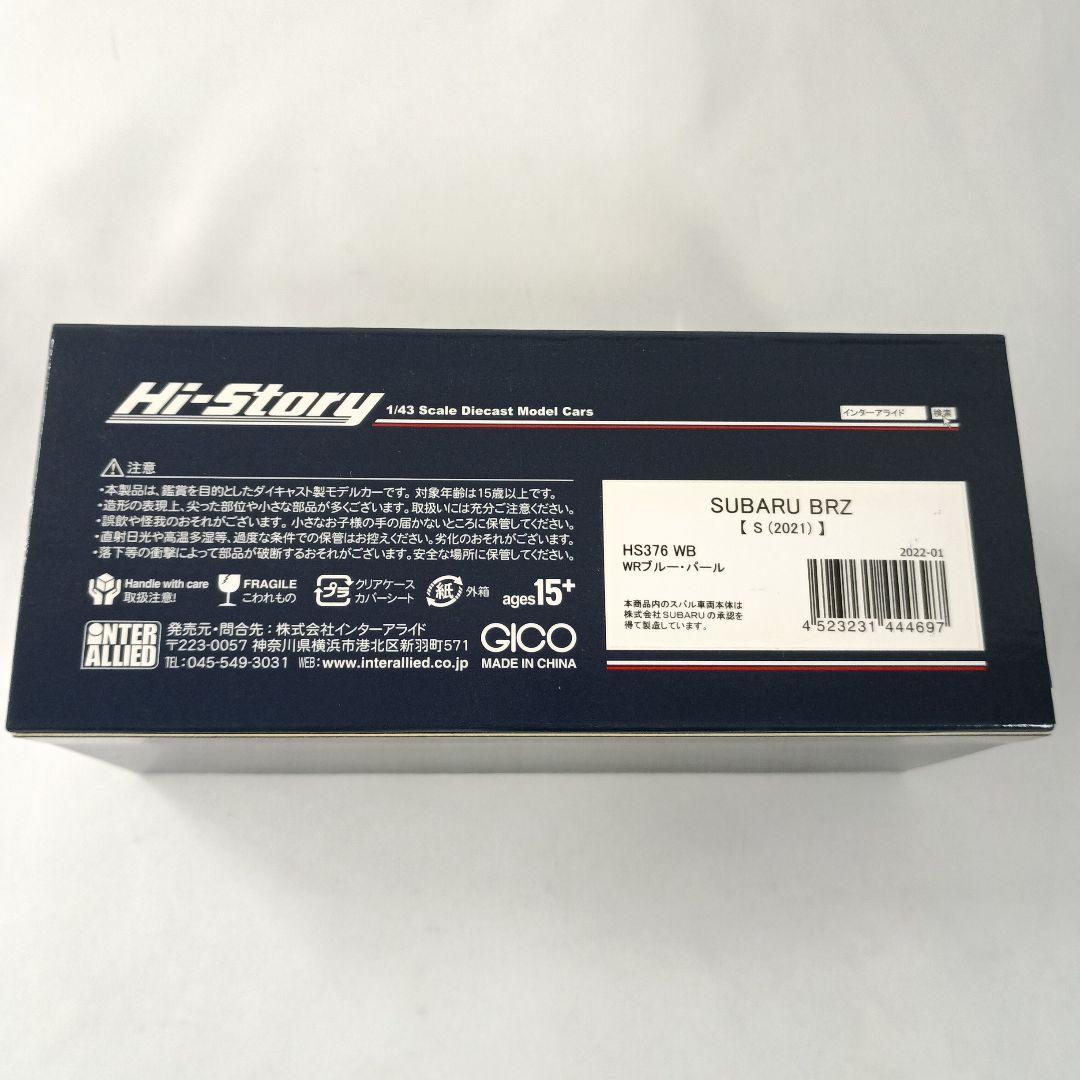 Hi-Story 1/43 Scale Diecast Model Cars
インターアライド 検索
注意
・本製品は、鑑賞を目的としたダイキャスト製モデルカーです。対象年齢は15歳以上です。
・造形の表現上、尖った部位や小さな部品が多くございます。取扱いには充分ご注意ください。
・誤飲や怪我のおそれがございます。小さなお子様の手の届かないところに保管してください。
・直射日光や高温多湿等、過度な条件での保管はお控えください。劣化のおそれがございます。
・落下等の衝撃によって部品が破断するおそれがございます。安全な場所に保管してください。
Handle with care
取扱注意!
FRAGILE
こわれもの
プラ
クリアケース
カバーシート
紙
外箱
ages15+
INTER
ALLIED
発売元・問合先:株式会社インターアライド
〒223-0057 神奈川県横浜市港北区新羽町571
TEL:045-549-3031 WEB:www.interallied.co.jp
GICO
MADE IN CHINA
SUBARU BRZ
【 S (2021) 】
HS376 WB
WRブルー・パール
2022-01
本商品内のスバル車両本体は
株式会社SUBARUの承認を
得て製造しています。
4 523231 444697